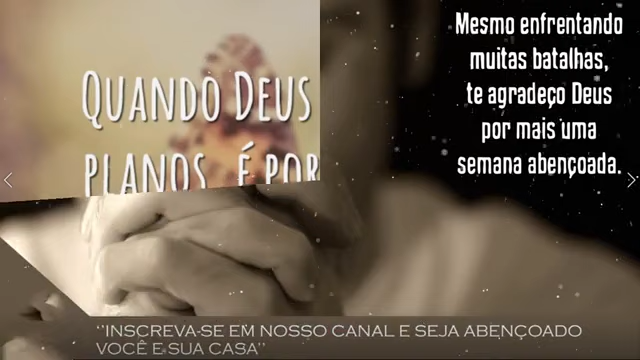 QUANDO DEUS
PLANOS, É POR
Mesmo enfrentando
muitas batalhas,
te agradeço Deus
por mais uma
semana abençoada.
‘‘INSCREVA-SE EM NOSSO CANAL E SEJA ABENÇOADO
VOCÊ E SUA CASA’’